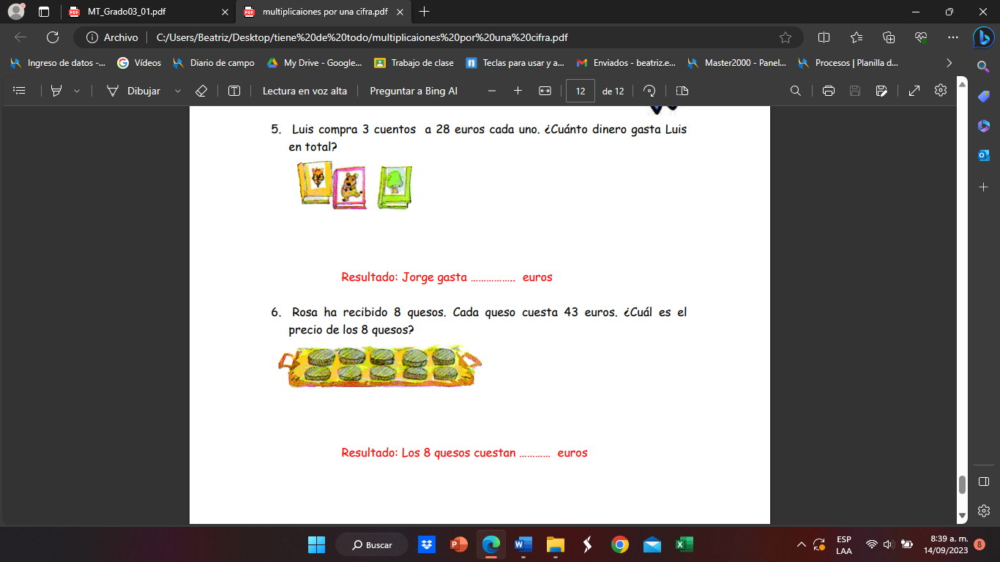 MT_Grado03_01.pdf
multiplicaiones por una cifra.pdf
Archivo
C:/Users/Beatriz/Desktop/tiene%20de%20todo/multiplicaiones%20por%20una%20cifra.pdf
Ingreso de datos -... Vídeos Diario de campo My Drive - Google... Trabajo de clase Teclas para usar y a... Enviados - beatriz.e... Master2000 - Panel... Procesos | Planilla d...
Dibujar Lectura en voz alta Preguntar a Bing AI 12 de 12
5. Luis compra 3 cuentos a 28 euros cada uno. ¿Cuánto dinero gasta Luis
en total?
Resultado: Jorge gasta …………….. euros
6. Rosa ha recibido 8 quesos. Cada queso cuesta 43 euros. ¿Cuál es el
precio de los 8 quesos?
Resultado: Los 8 quesos cuestan ………… euros
Buscar
ESP
LAA
8:39 a. m.
14/09/2023
8